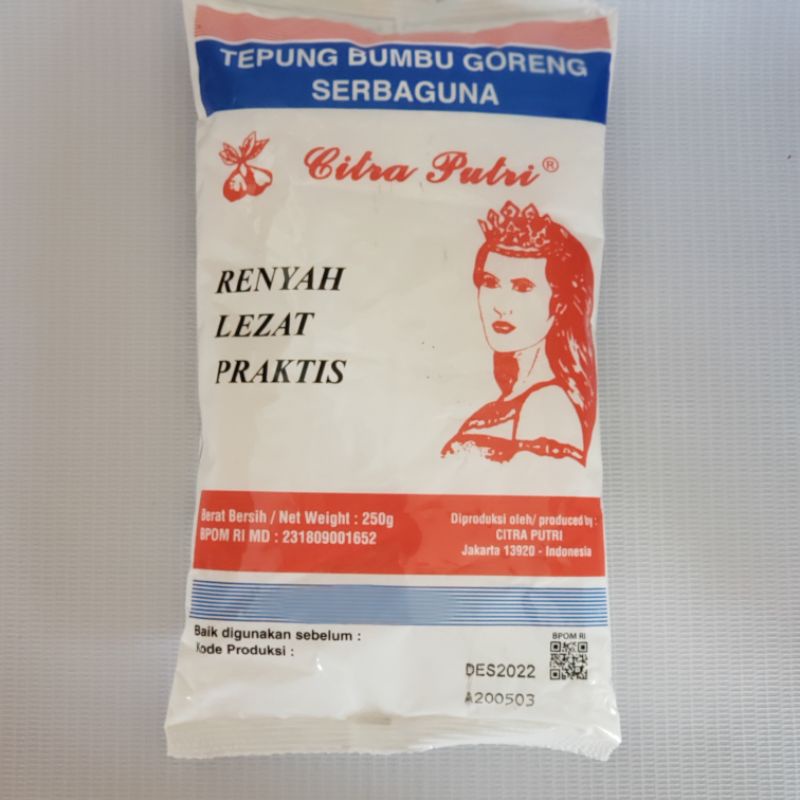 TEPUNG BUMBU GORENG
SERBAGUNA
Citra Putri®
RENYAH
LEZAT
PRAKTIS
Berat Bersih / Net Weight : 250g
BPOM RI MD : 231809001652
Diproduksi oleh/ produced by :
CITRA PUTRI
Jakarta 13920 - Indonesia
Baik digunakan sebelum :
Kode Produksi :
BPOM RI
DES2022
A200503